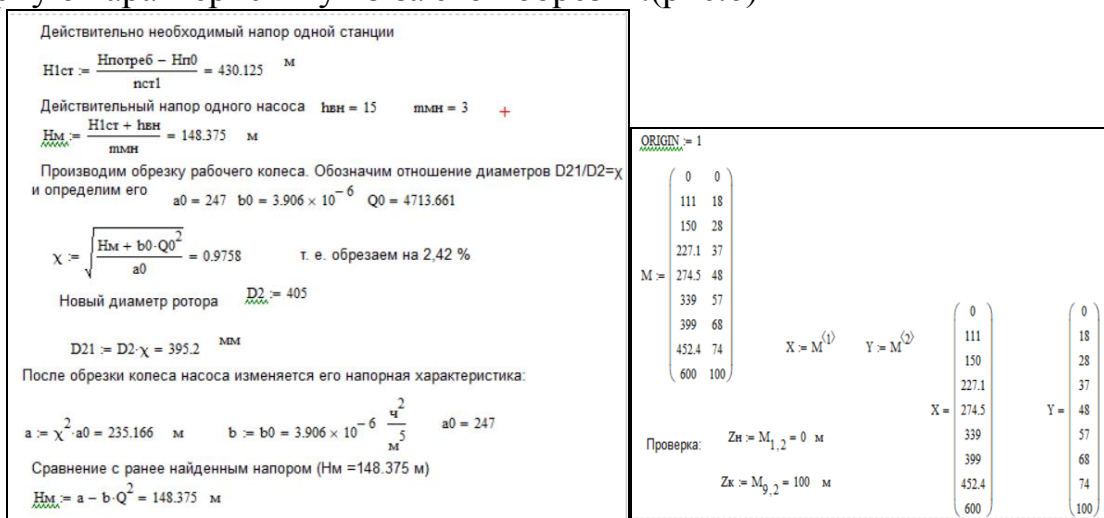 Действительно необходимый напор одной станции
H1ст := (Hпотреб − Hп0) / nст1 = 430.125 м
Действительный напор одного насоса hвн = 15 mмн = 3 +
Hм := (H1ст + hвн) / mмн = 148.375 м
Производим обрезку рабочего колеса. Обозначим отношение диаметров D21/D2=χ
и определим его a0 = 247 b0 = 3.906 × 10^−6 Q0 = 4713.661
χ := √((Hм + b0·Q0^2) / a0) = 0.9758 т. е. обрезаем на 2,42 %
Новый диаметр ротора D2 := 405
D21 := D2·χ = 395.2 мм
После обрезки колеса насоса изменяется его напорная характеристика:
a := χ^2·a0 = 235.166 м b := b0 = 3.906 × 10^−6 ч^2/м^5 a0 = 247
Сравнение с ранее найденным напором (Нм =148.375 м)
Hм := a − b·Q^2 = 148.375 м
ORIGIN := 1
M :=
0 0
111 18
150 28
227.1 37
274.5 48
339 57
399 68
452.4 74
600 100
X := M^⟨1⟩ Y := M^⟨2⟩
X =
0
111
150
227.1
274.5
339
399
452.4
600
Y =
0
18
28
37
48
57
68
74
100
Проверка: Zн := M1,2 = 0 м
Zк := M9,2 = 100 м